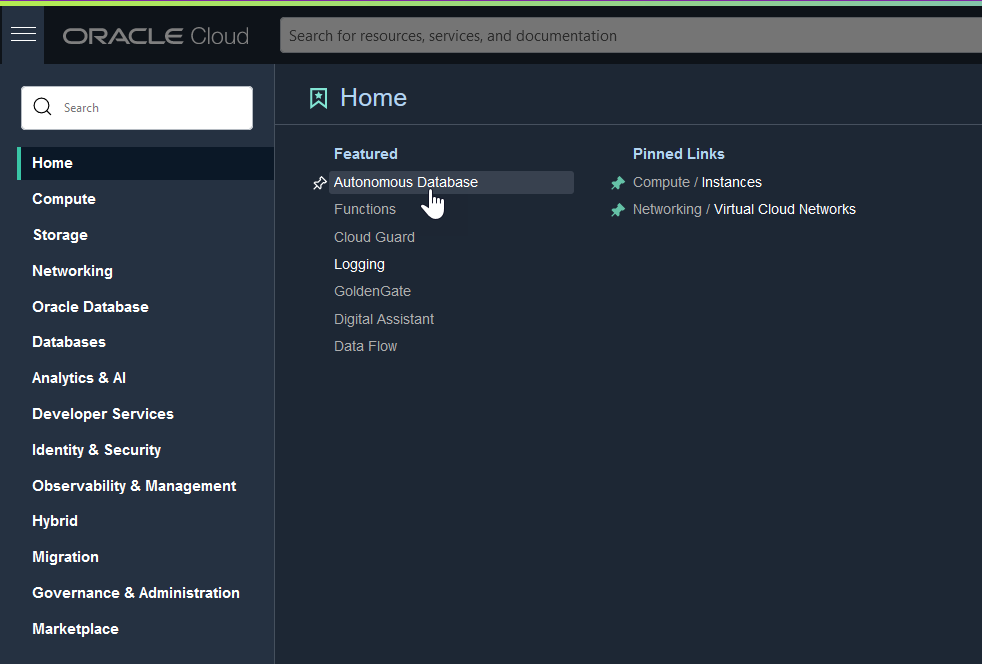 ORACLE Cloud
Search for resources, services, and documentation
Search
Home
Compute
Storage
Networking
Oracle Database
Databases
Analytics & AI
Developer Services
Identity & Security
Observability & Management
Hybrid
Migration
Governance & Administration
Marketplace
Home
Featured
Autonomous Database
Functions
Cloud Guard
Logging
GoldenGate
Digital Assistant
Data Flow
Pinned Links
Compute / Instances
Networking / Virtual Cloud Networks